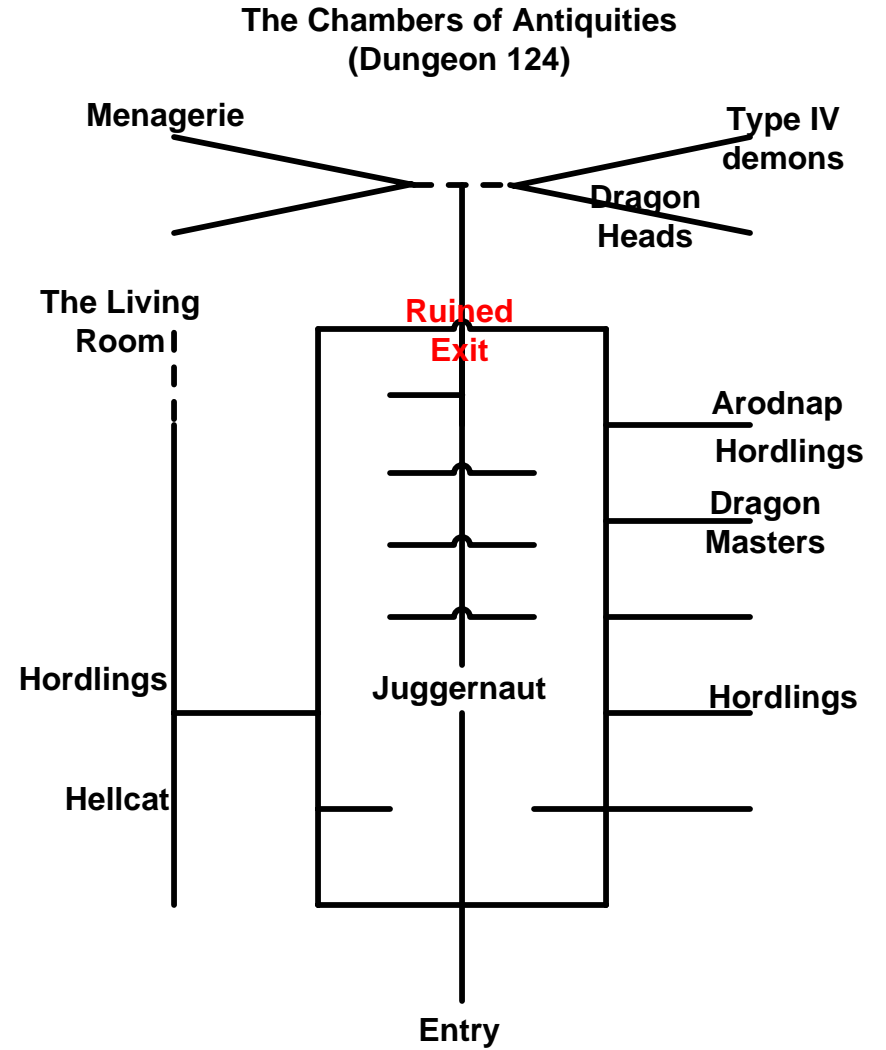 The Chambers of Antiquities
(Dungeon 124)
Menagerie
Type IV
demons
Dragon
Heads
The Living
Room
Ruined
Exit
Arodnap
Hordlings
Dragon
Masters
Hordlings
Juggernaut
Hordlings
Hellcat
Entry